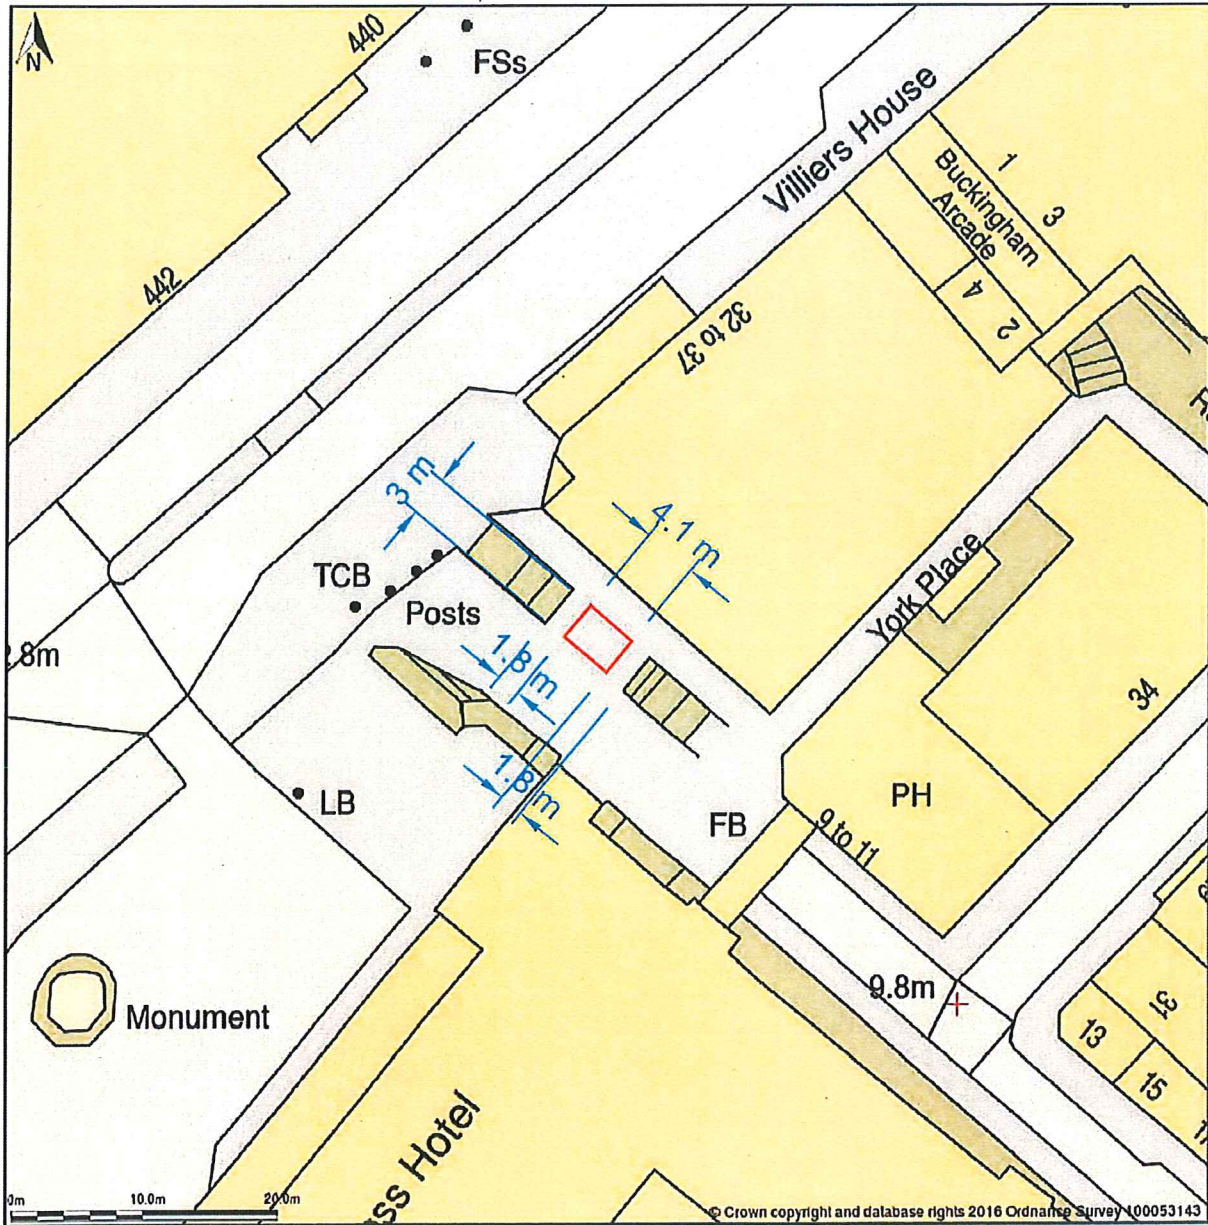 N
440
FSs
442
Villiers House
1
3
Buckingham
Arcade
4
2
32 to 37
3 m
4.1 m
TCB
Posts
York Place
.8m
1.8 m
34
1.8 m
LB
PH
FB
9 to 11
9.8m
Monument
31
13
15
ss Hotel
0m
10.0m
20.0m
© Crown copyright and database rights 2016 Ordnance Survey 100053143